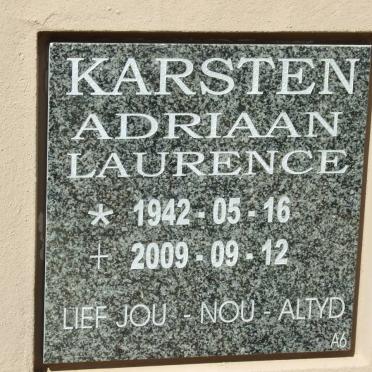 KARSTEN
ADRIAAN
LAURENCE
* 1942 - 05 - 16
+ 2009 - 09 - 12
LIEF JOU - NOU - ALTYD
A6